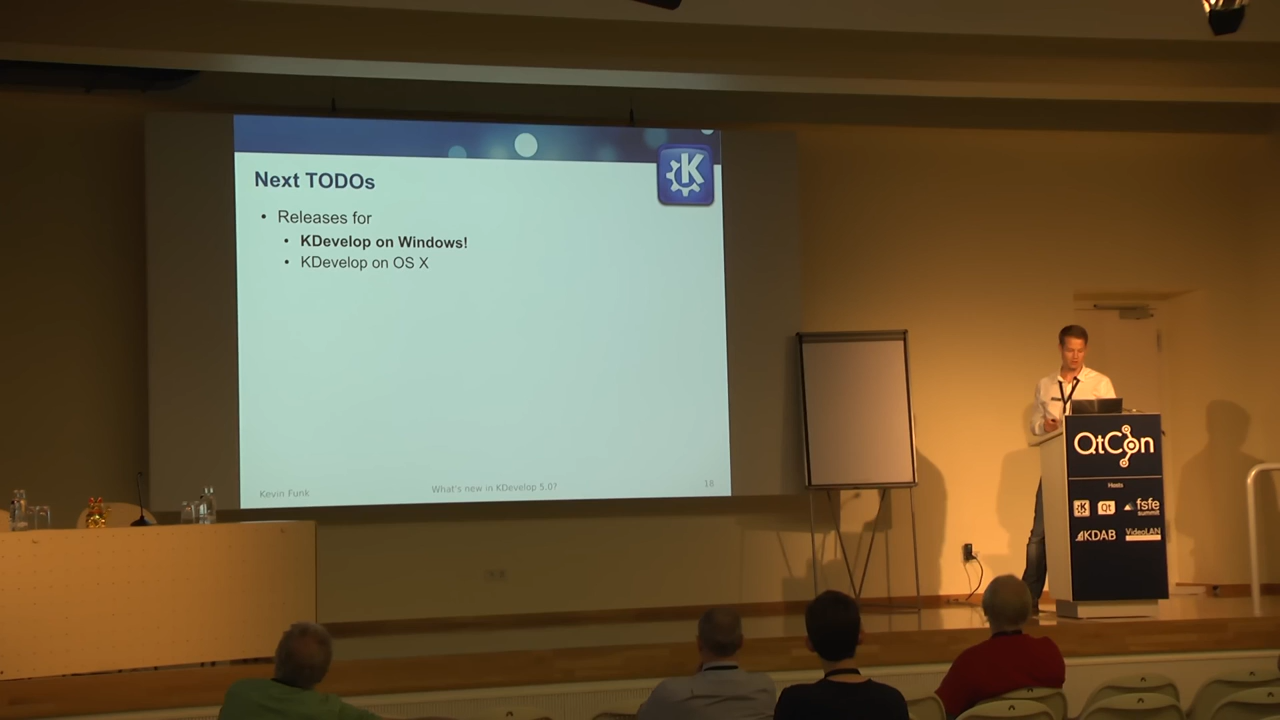 Next TODOs
• Releases for
• KDevelop on Windows!
• KDevelop on OS X
Kevin Funk
What's new in KDevelop 5.0?
16
QtCon
Hosts
Qt
fsfe
summit
KDAB
VideoLAN